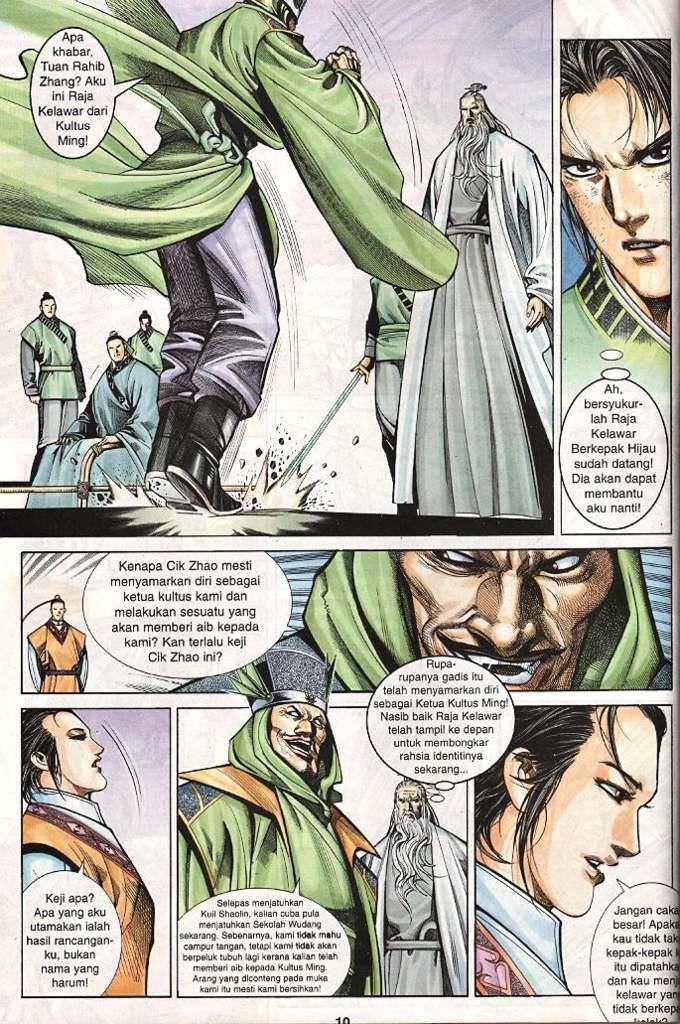 Apa
khabar,
Tuan Rahib
Zhang? Aku
ini Raja
Kelawar dari
Kultus
Ming!
Ah,
bersyukur-
lah Raja
Kelawar
Berkepak Hijau
sudah datang!
Dia akan dapat
membantu
aku nanti!
Kenapa Cik Zhao mesti
menyamarkan diri sebagai
ketua kultus kami dan
melakukan sesuatu yang
akan memberi aib kepada
kami? Kan terlalu keji
Cik Zhao ini?
Rupa-
rupanya gadis itu
telah menyamarkan diri
sebagai Ketua Kultus Ming!
Nasib baik Raja Kelawar
telah tampil ke depan
untuk membongkar
rahsia identitinya
sekarang...
Keji apa?
Apa yang aku
utamakan ialah
hasil rancangan-
ku, bukan
nama yang
harum!
Selepas menjatuhkan
Kuil Shaolin, kalian cuba pula
menjatuhkan Sekolah Wudang
sekarang. Sebenarnya, kami tidak mahu
campur tangan, tetapi kami tidak akan
berpeluk tubuh lagi kerana kalian telah
memberi aib kepada Kultus Ming.
Arang yang diconteng pada muka
kami itu mesti kami bersihkan!
Jangan
besar!
kau tidak
kepak-kepak
itu dipatahka
dan kau
kelawar
10